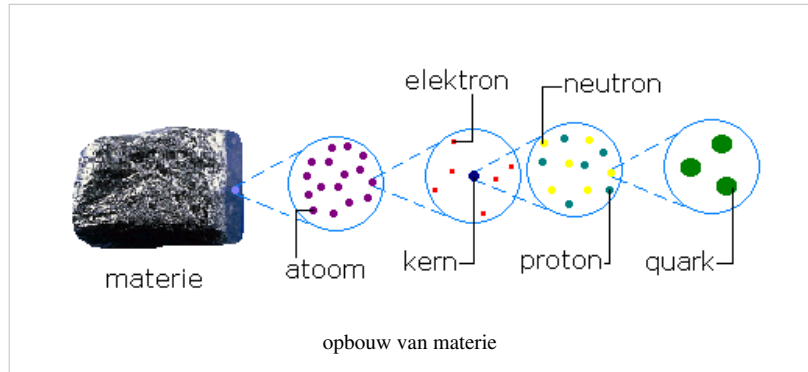 elektron
neutron
materie
atoom
kern
proton
quark
opbouw van materie